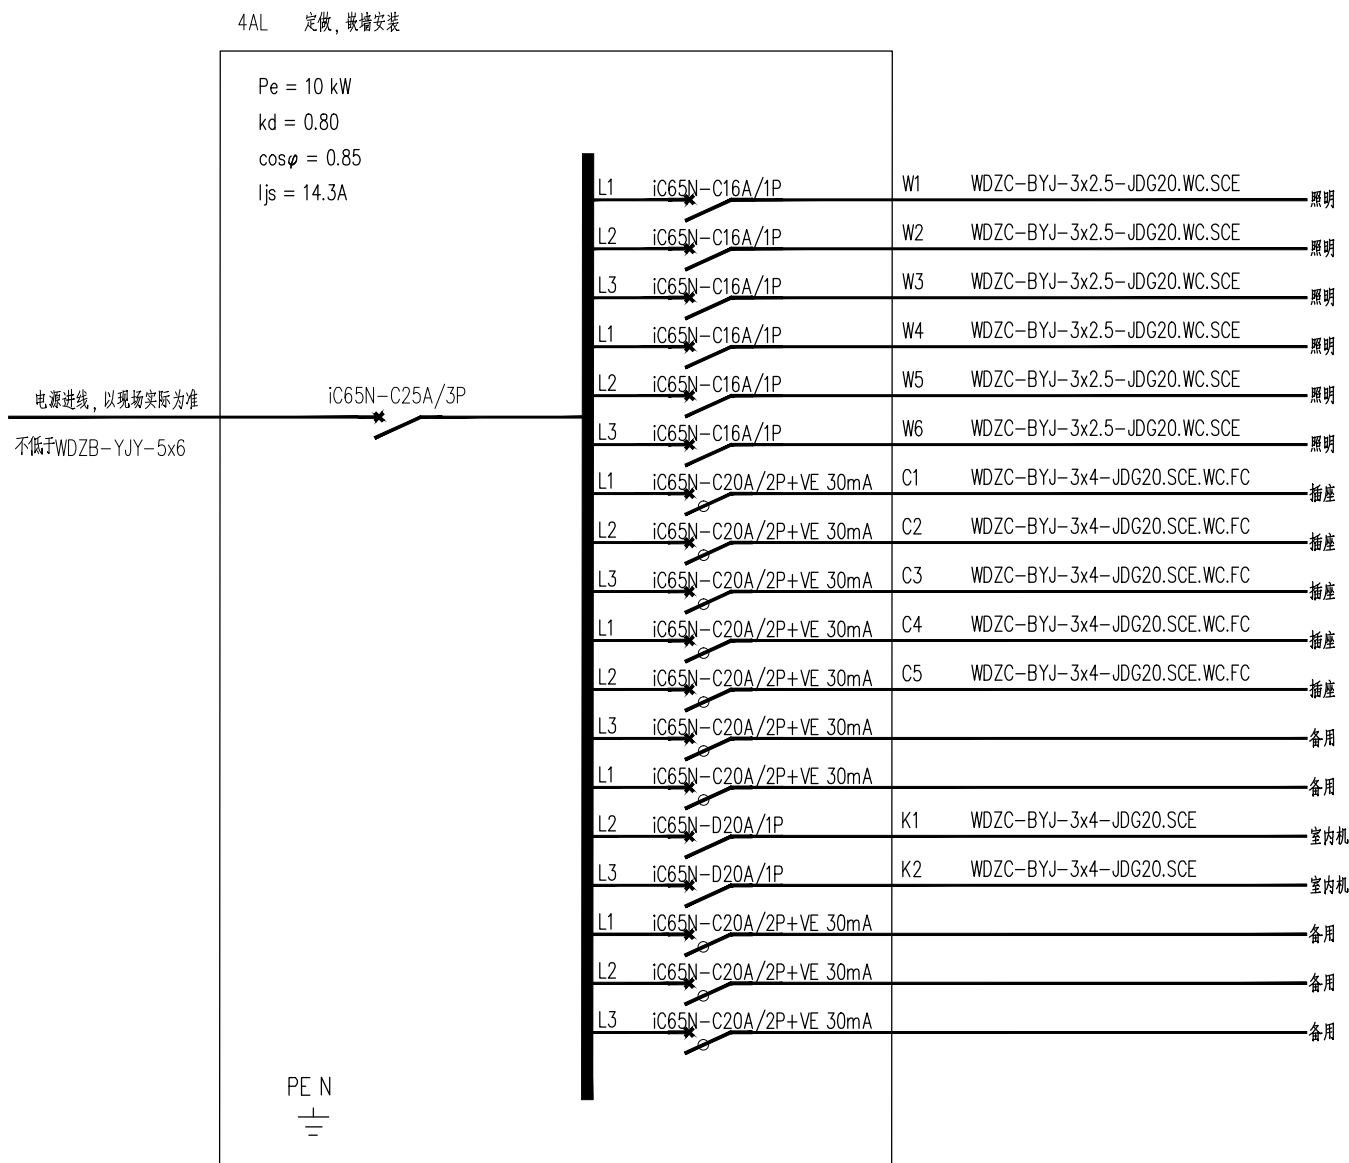 4AL 定做,嵌墙安装
Pe = 10 kW
kd = 0.80
cosφ = 0.85
Ijs = 14.3A
电源进线,以现场实际为准
不低于WDZB-YJY-5x6
iC65N-C25A/3P
L1 iC65N-C16A/1P W1 WDZC-BYJ-3x2.5-JDG20.WC.SCE 照明
L2 iC65N-C16A/1P W2 WDZC-BYJ-3x2.5-JDG20.WC.SCE 照明
L3 iC65N-C16A/1P W3 WDZC-BYJ-3x2.5-JDG20.WC.SCE 照明
L1 iC65N-C16A/1P W4 WDZC-BYJ-3x2.5-JDG20.WC.SCE 照明
L2 iC65N-C16A/1P W5 WDZC-BYJ-3x2.5-JDG20.WC.SCE 照明
L3 iC65N-C16A/1P W6 WDZC-BYJ-3x2.5-JDG20.WC.SCE 照明
L1 iC65N-C20A/2P+VE 30mA C1 WDZC-BYJ-3x4-JDG20.SCE.WC.FC 插座
L2 iC65N-C20A/2P+VE 30mA C2 WDZC-BYJ-3x4-JDG20.SCE.WC.FC 插座
L3 iC65N-C20A/2P+VE 30mA C3 WDZC-BYJ-3x4-JDG20.SCE.WC.FC 插座
L1 iC65N-C20A/2P+VE 30mA C4 WDZC-BYJ-3x4-JDG20.SCE.WC.FC 插座
L2 iC65N-C20A/2P+VE 30mA C5 WDZC-BYJ-3x4-JDG20.SCE.WC.FC 插座
L3 iC65N-C20A/2P+VE 30mA 备用
L1 iC65N-C20A/2P+VE 30mA 备用
L2 iC65N-D20A/1P K1 WDZC-BYJ-3x4-JDG20.SCE 室内机
L3 iC65N-D20A/1P K2 WDZC-BYJ-3x4-JDG20.SCE 室内机
L1 iC65N-C20A/2P+VE 30mA 备用
L2 iC65N-C20A/2P+VE 30mA 备用
L3 iC65N-C20A/2P+VE 30mA 备用
PE N